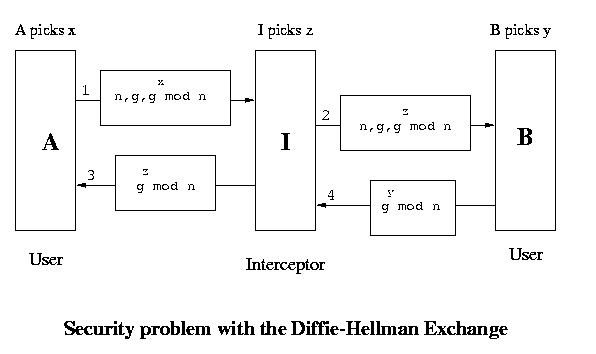 A picks x
I picks z
B picks y
1
x
n,g,g mod n
2
z
n,g,g mod n
A
I
B
3
z
g mod n
4
y
g mod n
User
Interceptor
User
Security problem with the Diffie-Hellman Exchange